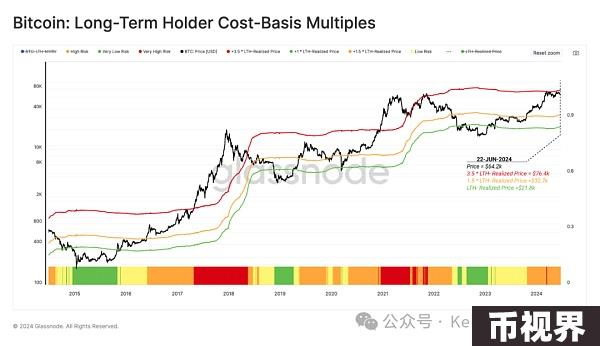 Bitcoin: Long-Term Holder Cost-Basis Multiples
BTC: LTH-MVRV High Risk Very Low Risk Very High Risk BTC: Price [USD] +3.5 * LTH-Realized Price +1 * LTH-Realized Price +1.5 * LTH-Realized Price Low Risk LTH-Realized Price Reset zoom
80K
40K
0.9
10K
8K
0.6
glassnode
22-JUN-2024
Price = $64.2k
3.5 * LTH- Realized Price = $76.4k
1.5 * LTH- Realized Price =
LTH- Realized Price =$21.8k
2K
800
0.3
400
100
0
2015 2016 2017 2018 2019 2020 2021 2022 2023 2024
© 2024 Glassnode. All Rights Reserved.
公众号 · Ke
币视界